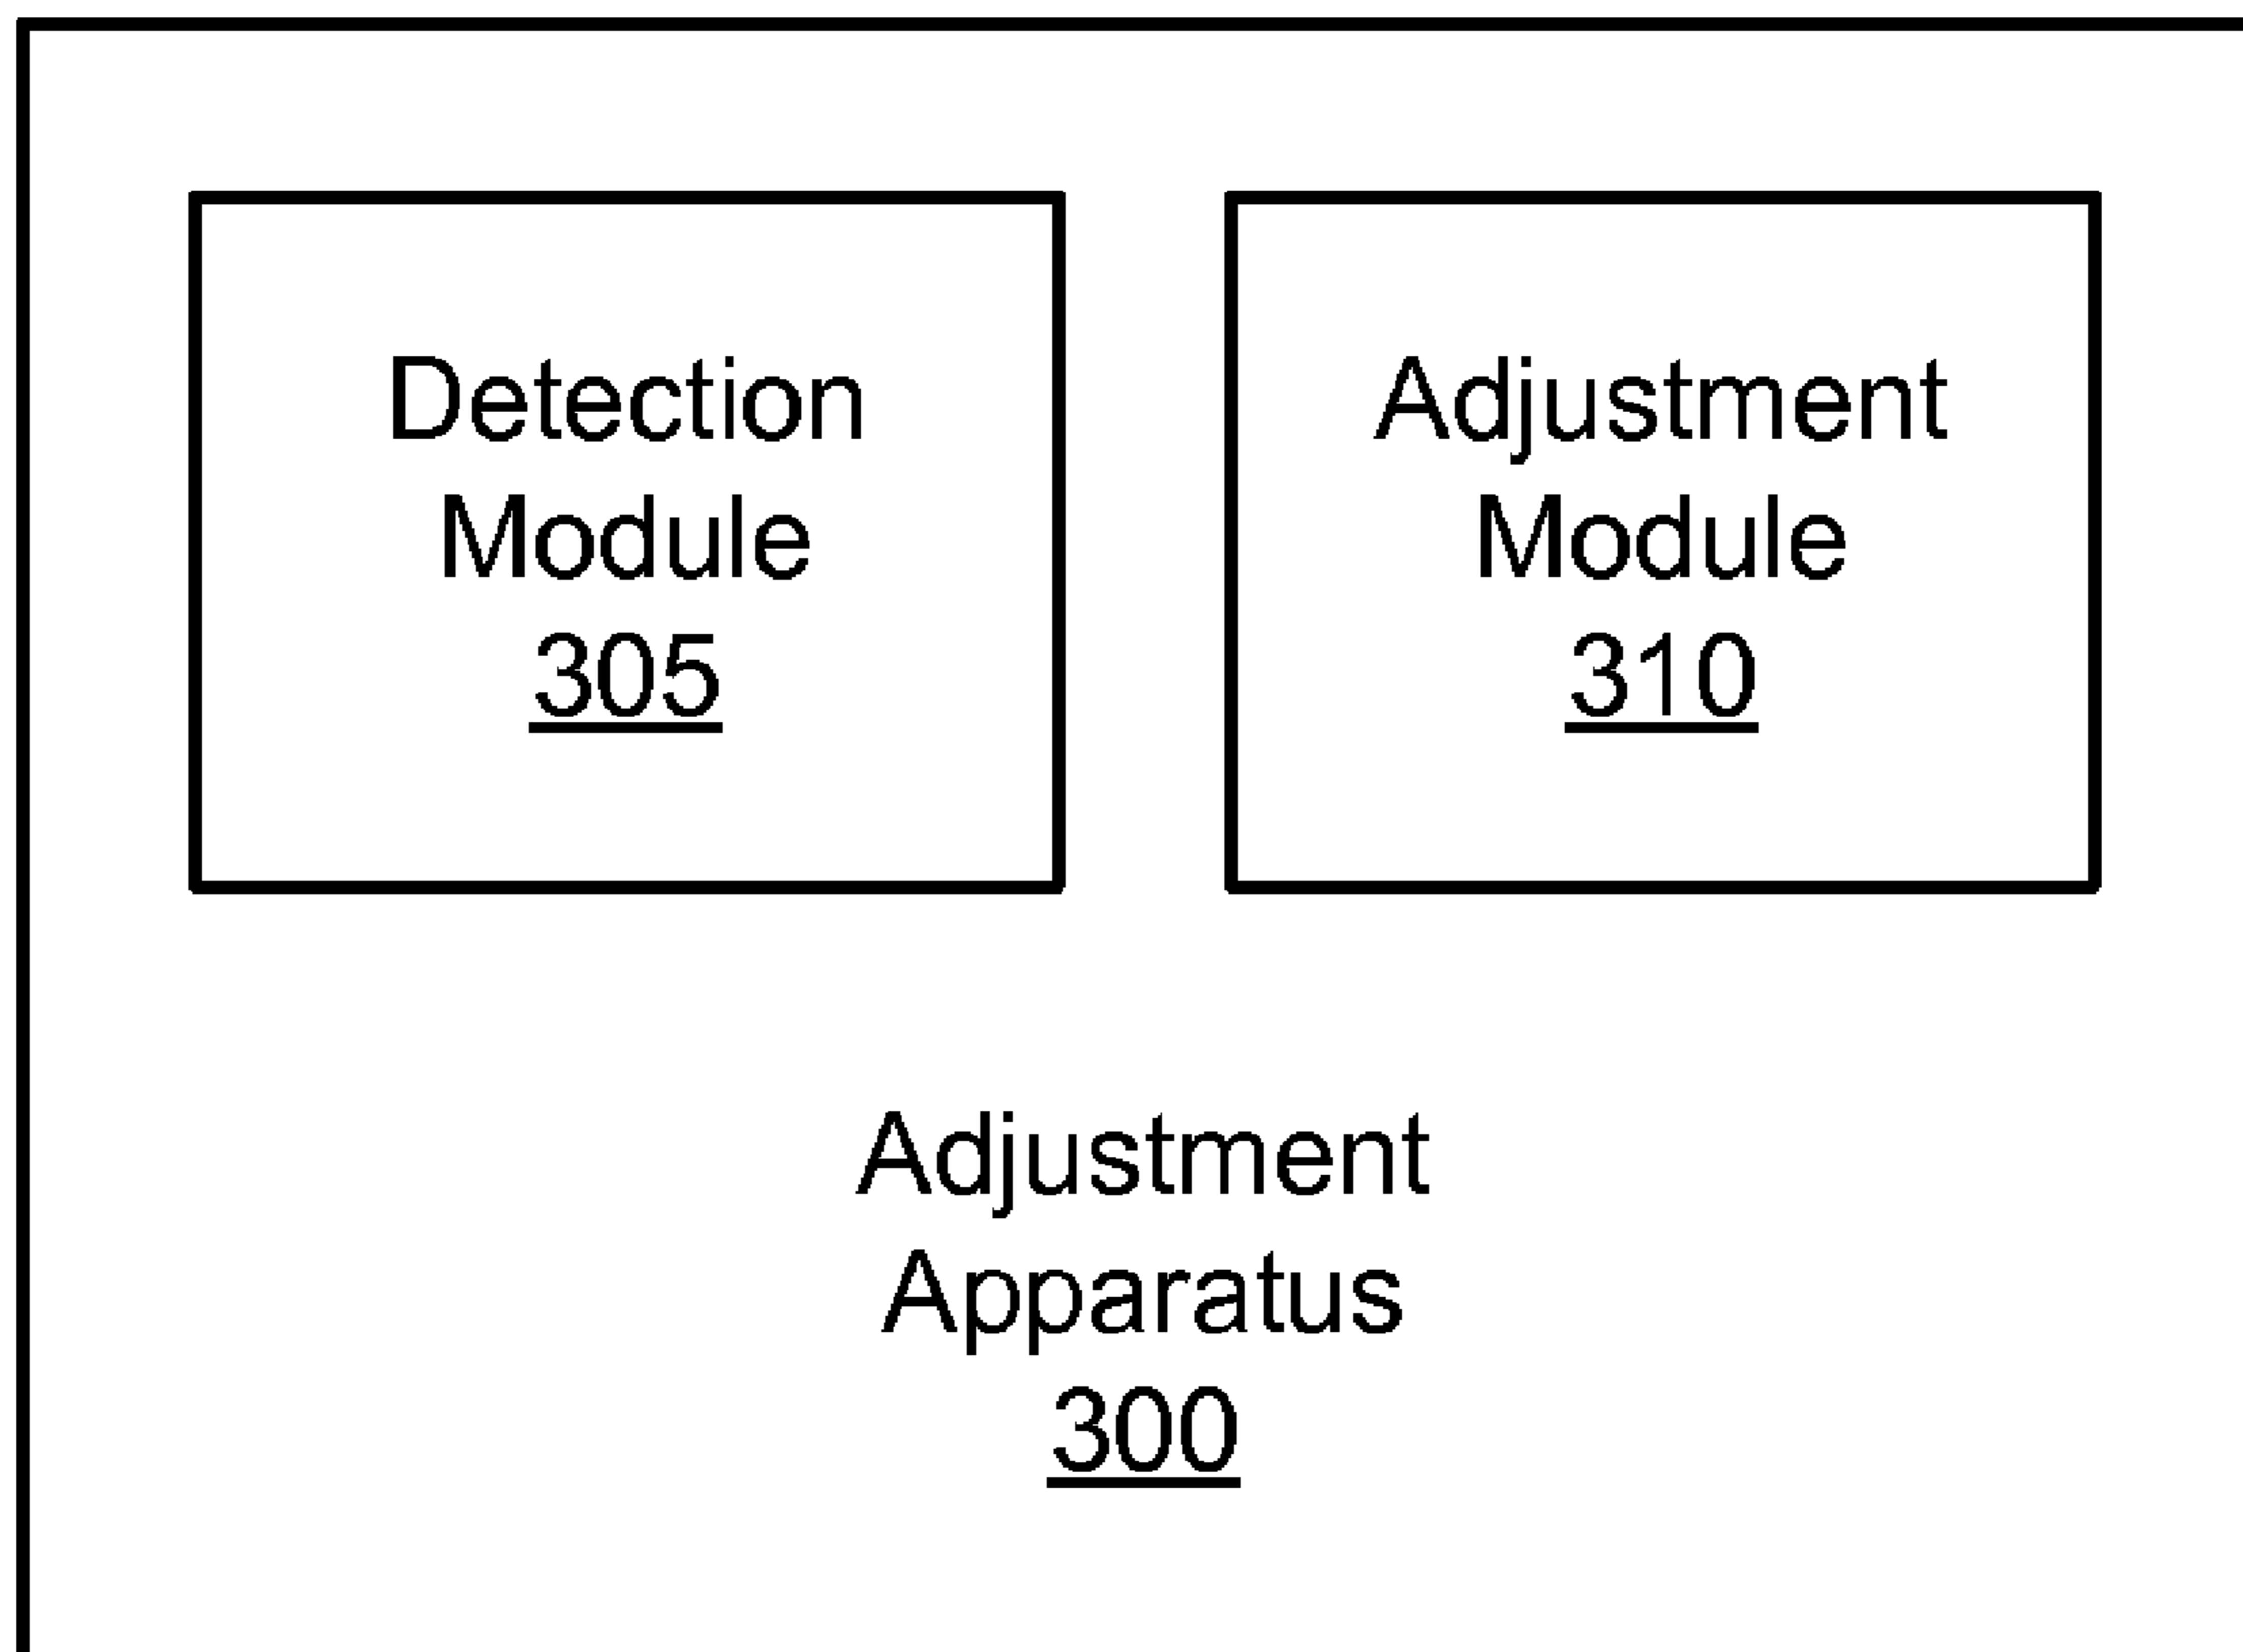 Detection
Module
305
Adjustment
Module
310
Adjustment
Apparatus
300